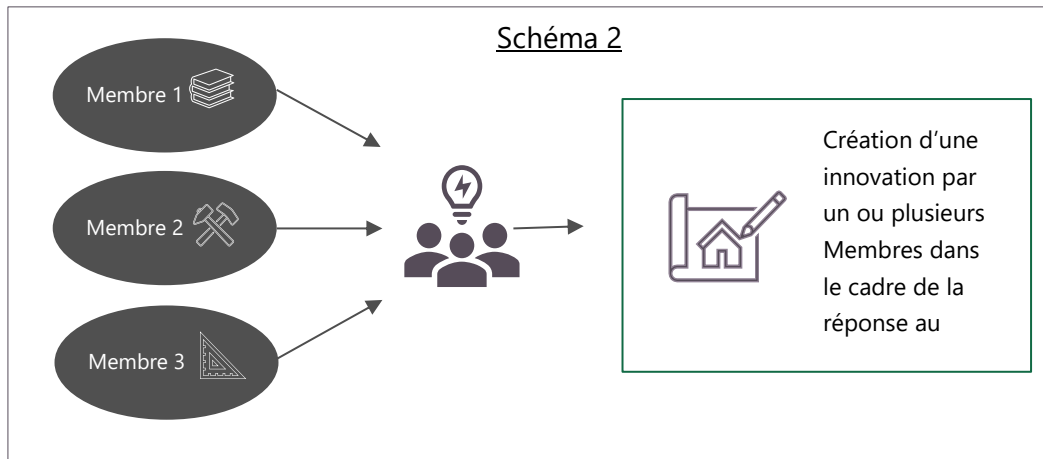 Schéma 2
Membre 1
Membre 2
Membre 3
Création d’une
innovation par
un ou plusieurs
Membres dans
le cadre de la
réponse au